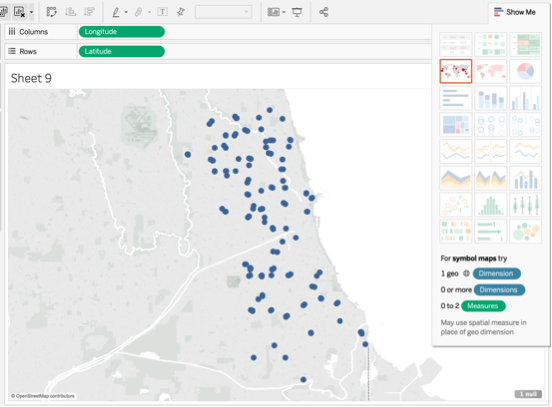 Show Me
Columns
Longitude
Rows
Latitude
Sheet 9
For symbol maps try
1 geo Dimension
0 or more Dimensions
0 to 2 Measures
May use spatial measure in
place of geo dimension
© OpenStreetMap contributors
1 null